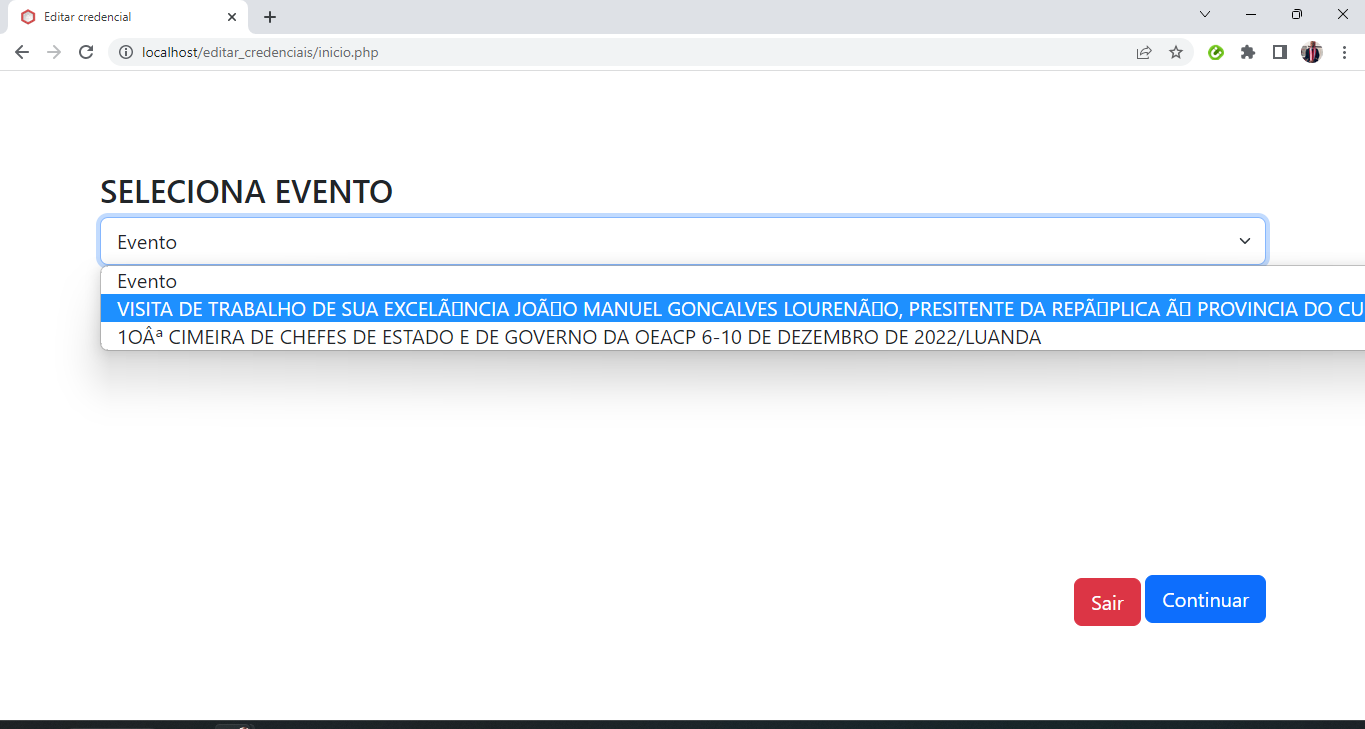 Editar credencial
localhost/editar_credenciais/inicio.php
SELECIONA EVENTO
Evento
Evento
VISITA DE TRABALHO DE SUA EXCELÃ▯NCIA JOÃ▯O MANUEL GONCALVES LOURENÃ▯O, PRESITENTE DA REPÃ▯PLICA Ã▯ PROVINCIA DO CU
1OÂª CIMEIRA DE CHEFES DE ESTADO E DE GOVERNO DA OEACP 6-10 DE DEZEMBRO DE 2022/LUANDA
Sair
Continuar